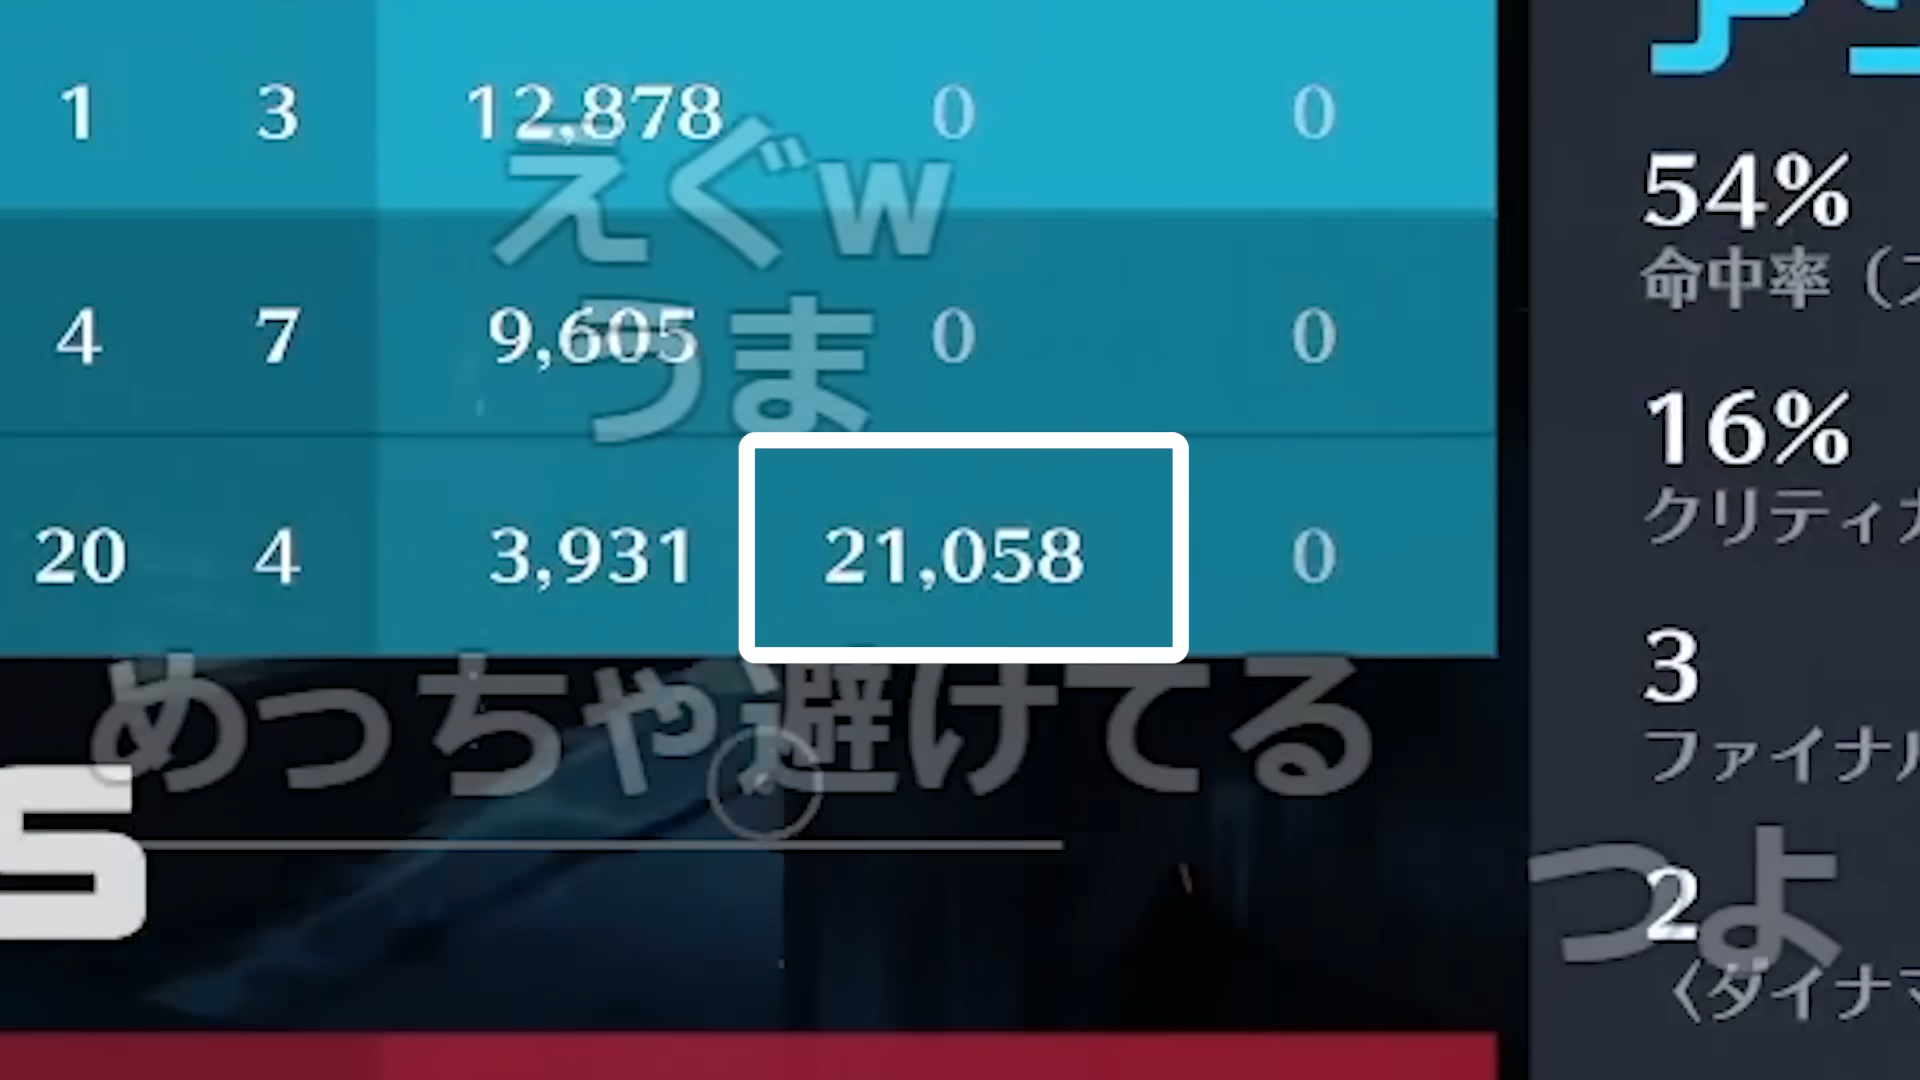 1 3 12,878 0 0
えぐw
4 7 9,605 0 0
うま
20 4 3,931 21,058 0
めっちゃ避けてる
S
54%
命中率（
16%
クリティカ
3
ファイナル
2
つよ
〈ダイナマ